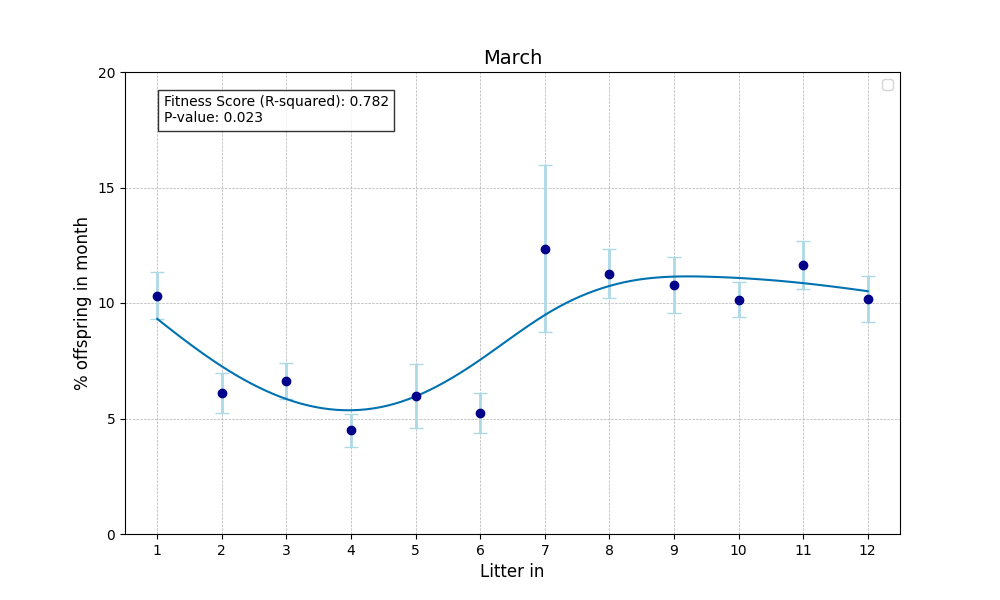 March
Fitness Score (R-squared): 0.782
P-value: 0.023
% offspring in month
20
15
10
5
0
1 2 3 4 5 6 7 8 9 10 11 12
Litter in